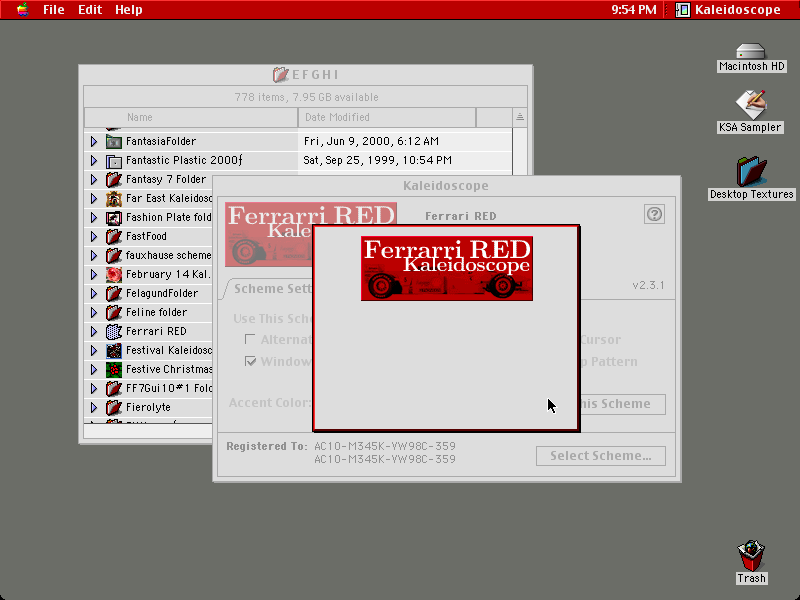 File Edit Help 9:54 PM Kaleidoscope
EFGHI
778 items, 7.95 GB available
Name Date Modified
FantasiaFolder Fri, Jun 9, 2000, 6:12 AM
Fantastic Plastic 2000ƒ Sat, Sep 25, 1999, 10:54 PM
Fantasy 7 Folder
Far East Kaleidosc
Fashion Plate fold
FastFood
fauxhause scheme
February 14 Kal.
FelagundFolder
Feline folder
Ferrari RED
Festival Kaleidosc
Festive Christmas
FF7Gui10#1 Fold
Fierolyte
Kaleidoscope
Ferrarri RED
Kale
Ferrari RED
v2.3.1
Scheme Sett
Use This Sche
Alternat
Window
Cursor
p Pattern
Accent Color:
his Scheme
Registered To: AC10-M345K-YW98C-359
AC10-M345K-YW98C-359
Select Scheme...
Ferrarri RED
Kaleidoscope
Macintosh HD
KSA Sampler
Desktop Textures
Trash